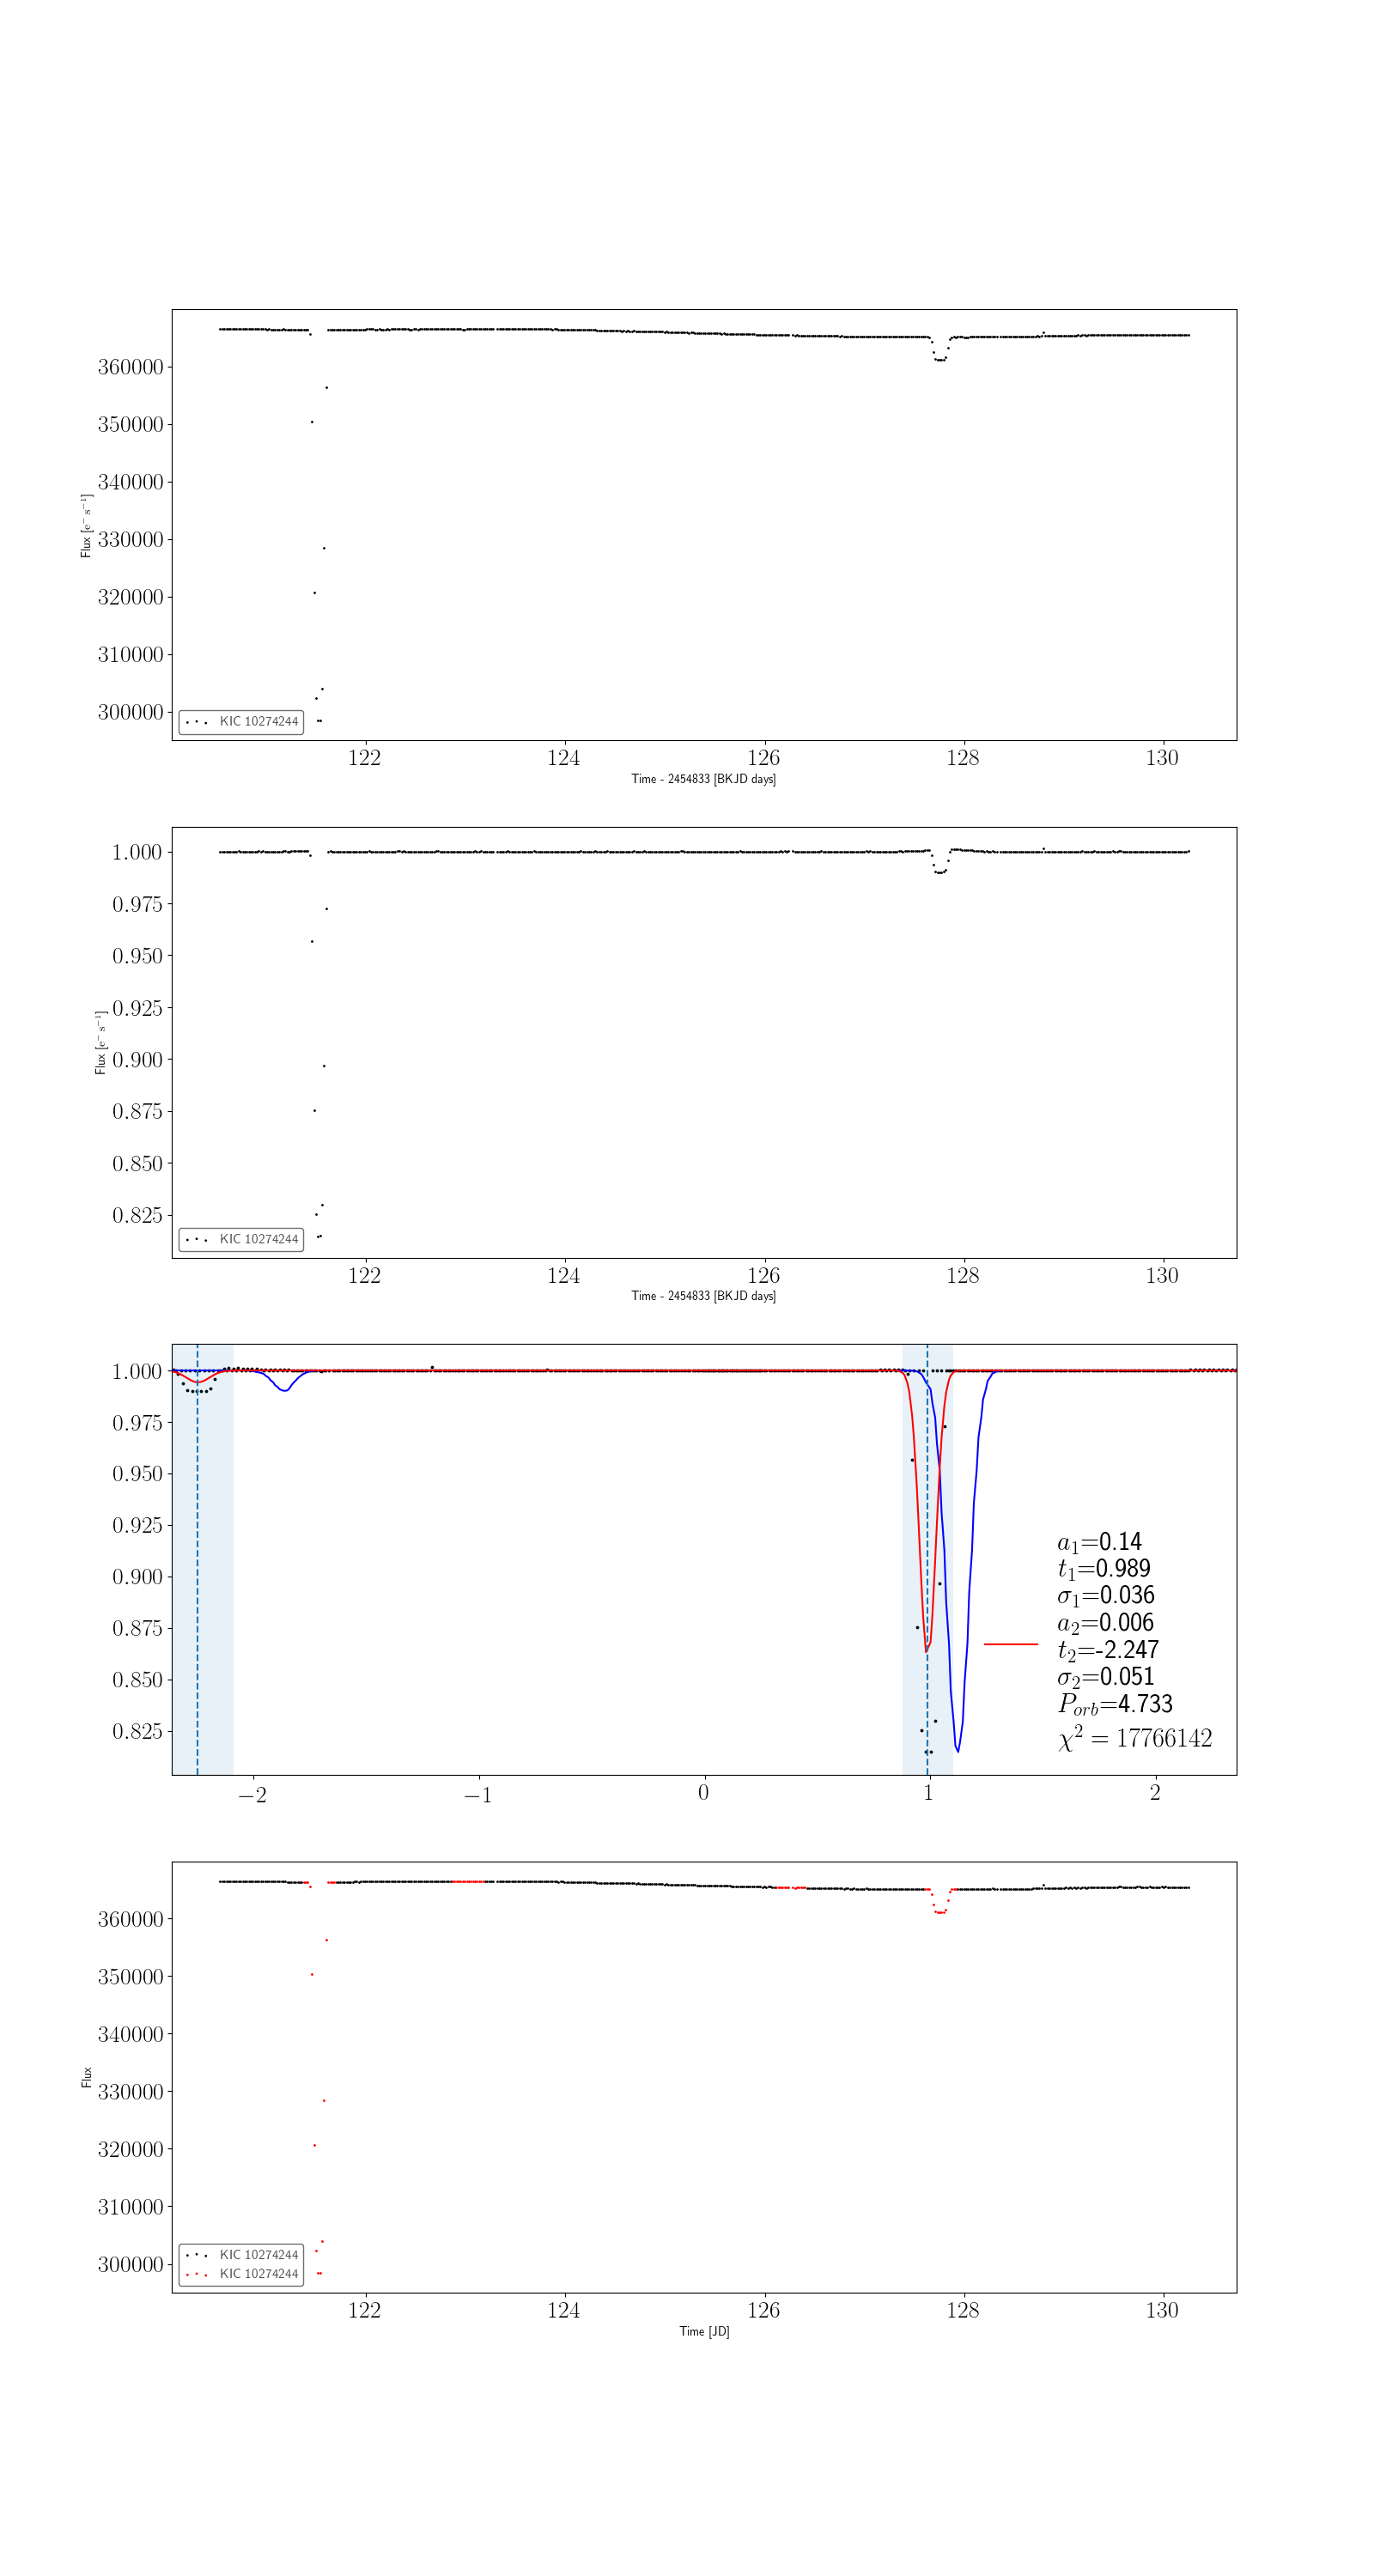 360000
350000
340000
330000
320000
310000
300000
Flux [e⁻ s⁻¹]
KIC 10274244
122 124 126 128 130
Time - 2454833 [BKJD days]
1.000
0.975
0.950
0.925
0.900
0.875
0.850
0.825
Flux [e⁻ s⁻¹]
KIC 10274244
122 124 126 128 130
Time - 2454833 [BKJD days]
1.000
0.975
0.950
0.925
0.900
0.875
0.850
0.825
a₁=0.14
t₁=0.989
σ₁=0.036
a₂=0.006
t₂=-2.247
σ₂=0.051
P_orb=4.733
χ² = 17766142
−2 −1 0 1 2
360000
350000
340000
330000
320000
310000
300000
Flux
KIC 10274244
KIC 10274244
122 124 126 128 130
Time [JD]